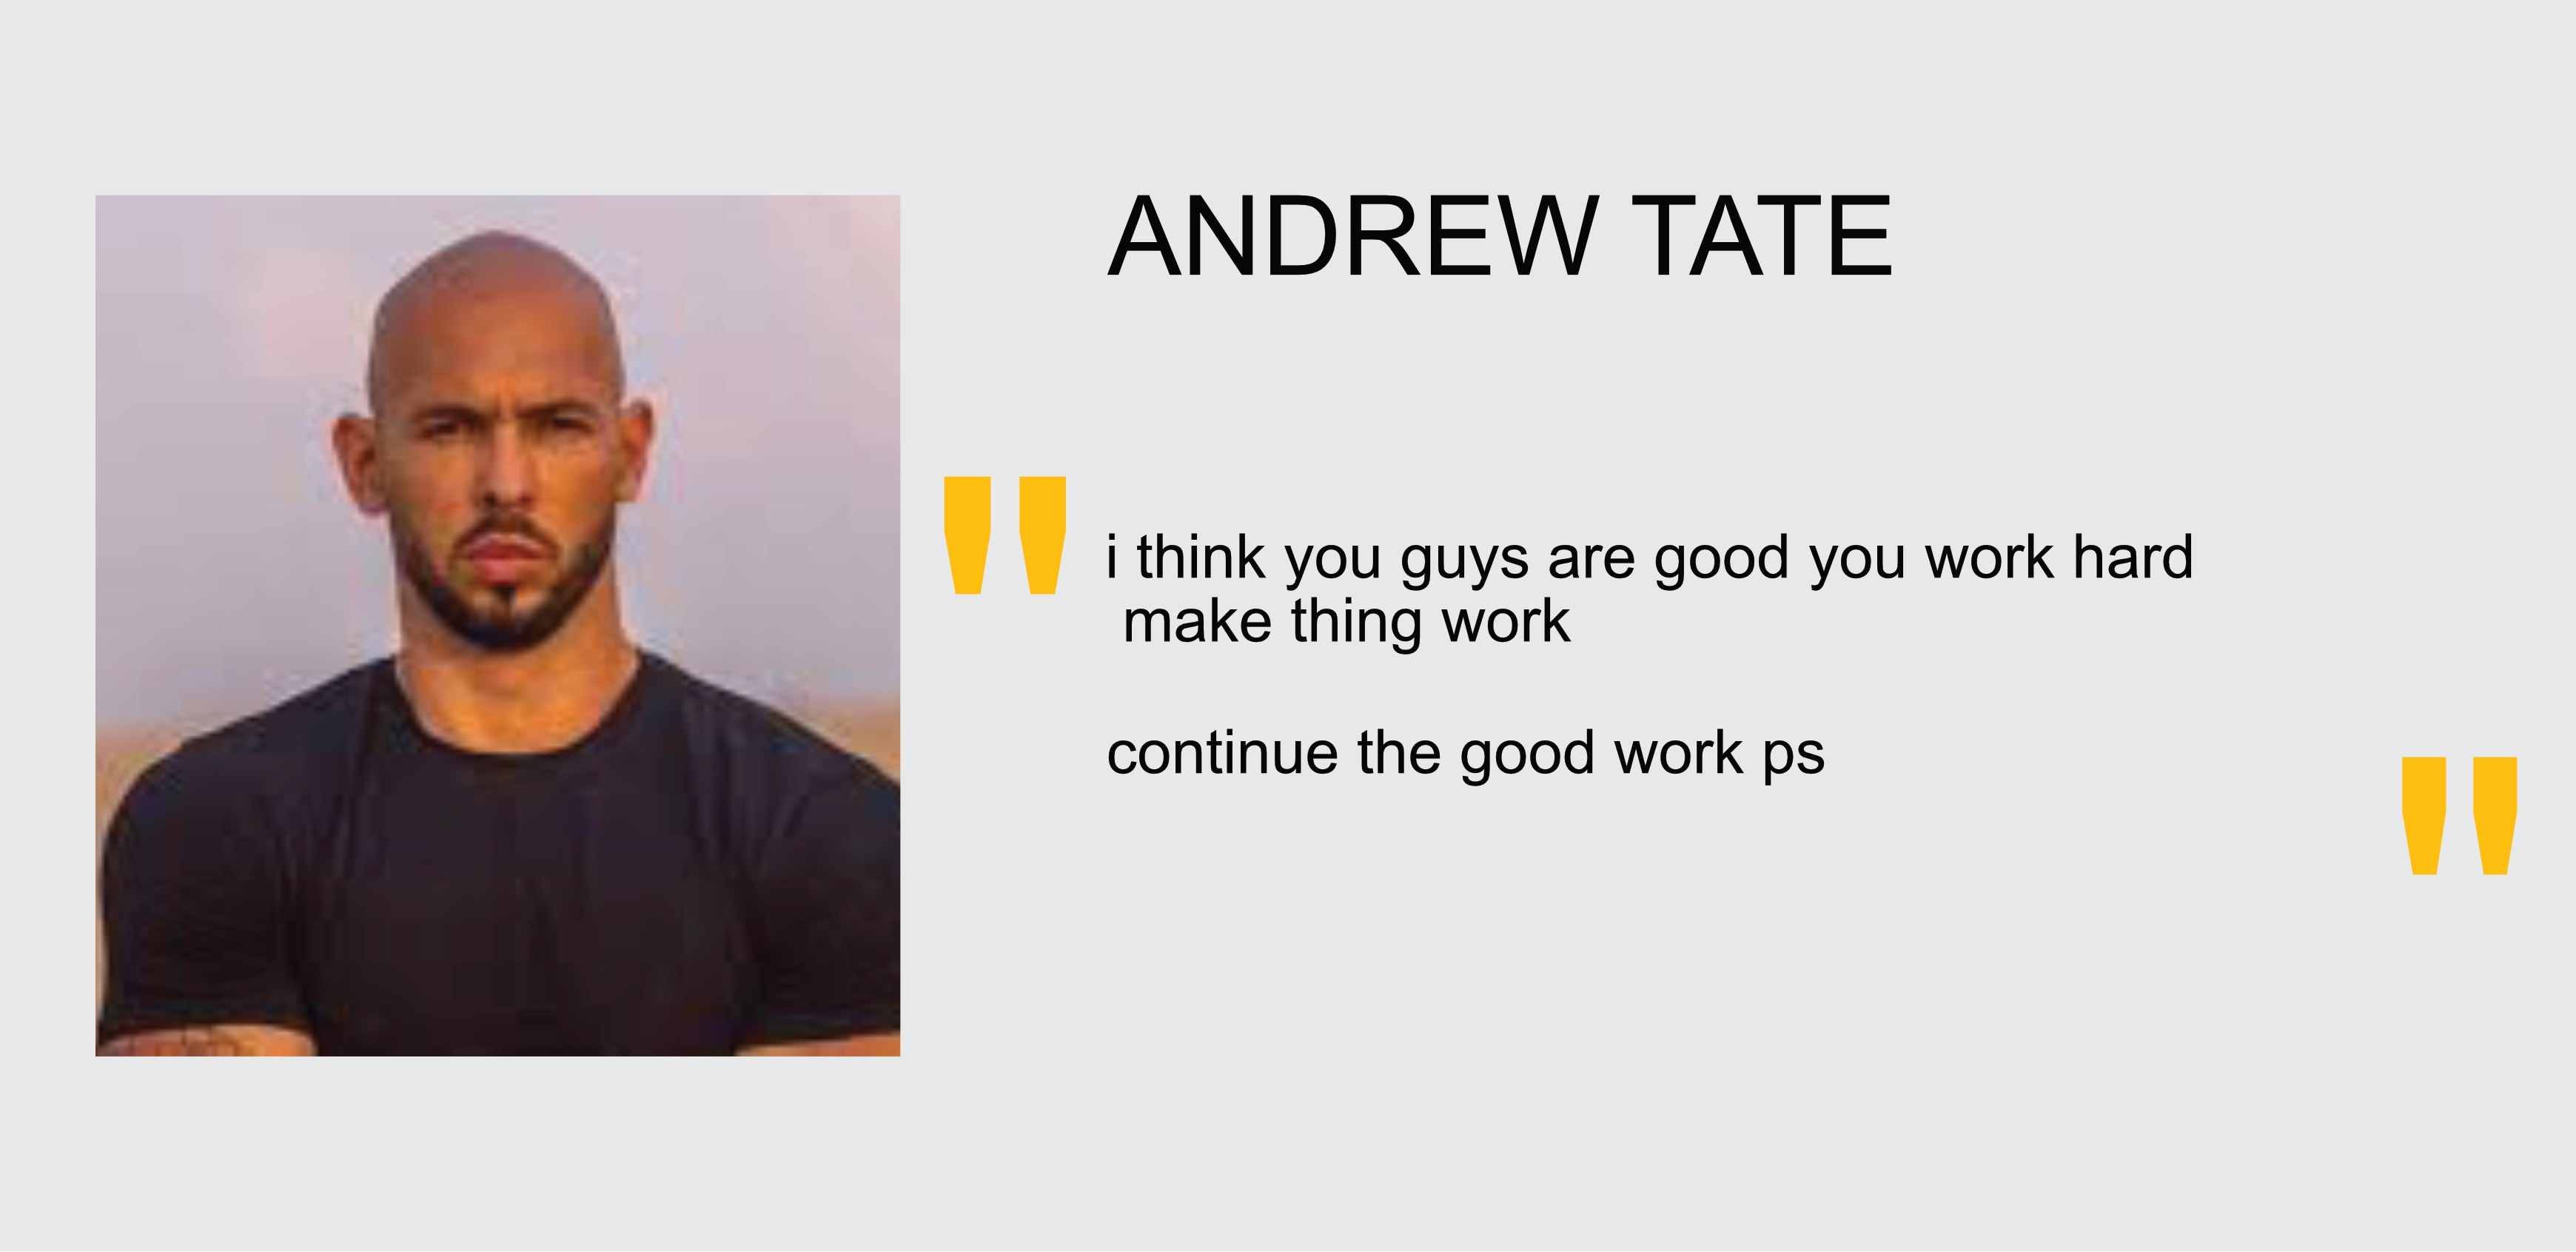 ANDREW TATE
"
i think you guys are good you work hard
make thing work
continue the good work ps
"